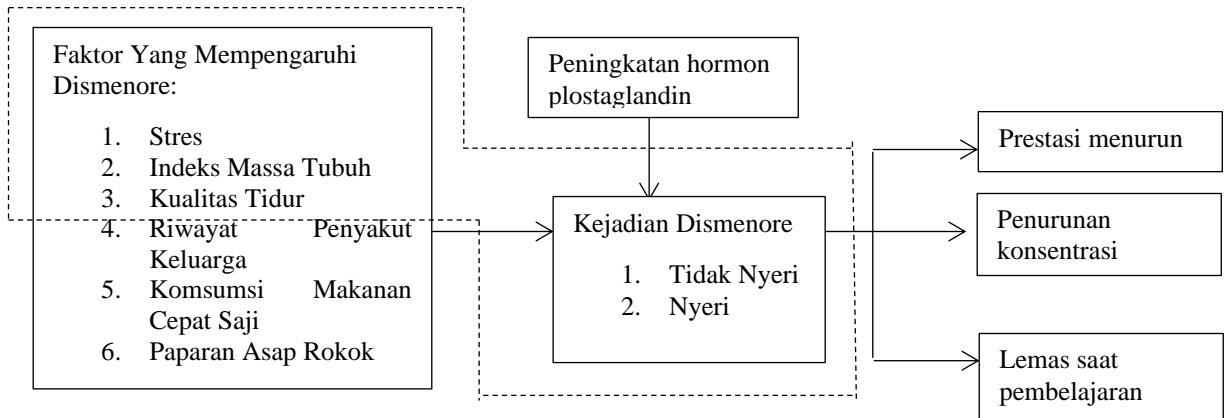 Faktor Yang Mempengaruhi
Dismenore:
1. Stres
2. Indeks Massa Tubuh
3. Kualitas Tidur
4. Riwayat Penyakut
Keluarga
5. Komsumsi Makanan
Cepat Saji
6. Paparan Asap Rokok
Peningkatan hormon
plostaglandin
Kejadian Dismenore
1. Tidak Nyeri
2. Nyeri
Prestasi menurun
Penurunan
konsentrasi
Lemas saat
pembelajaran